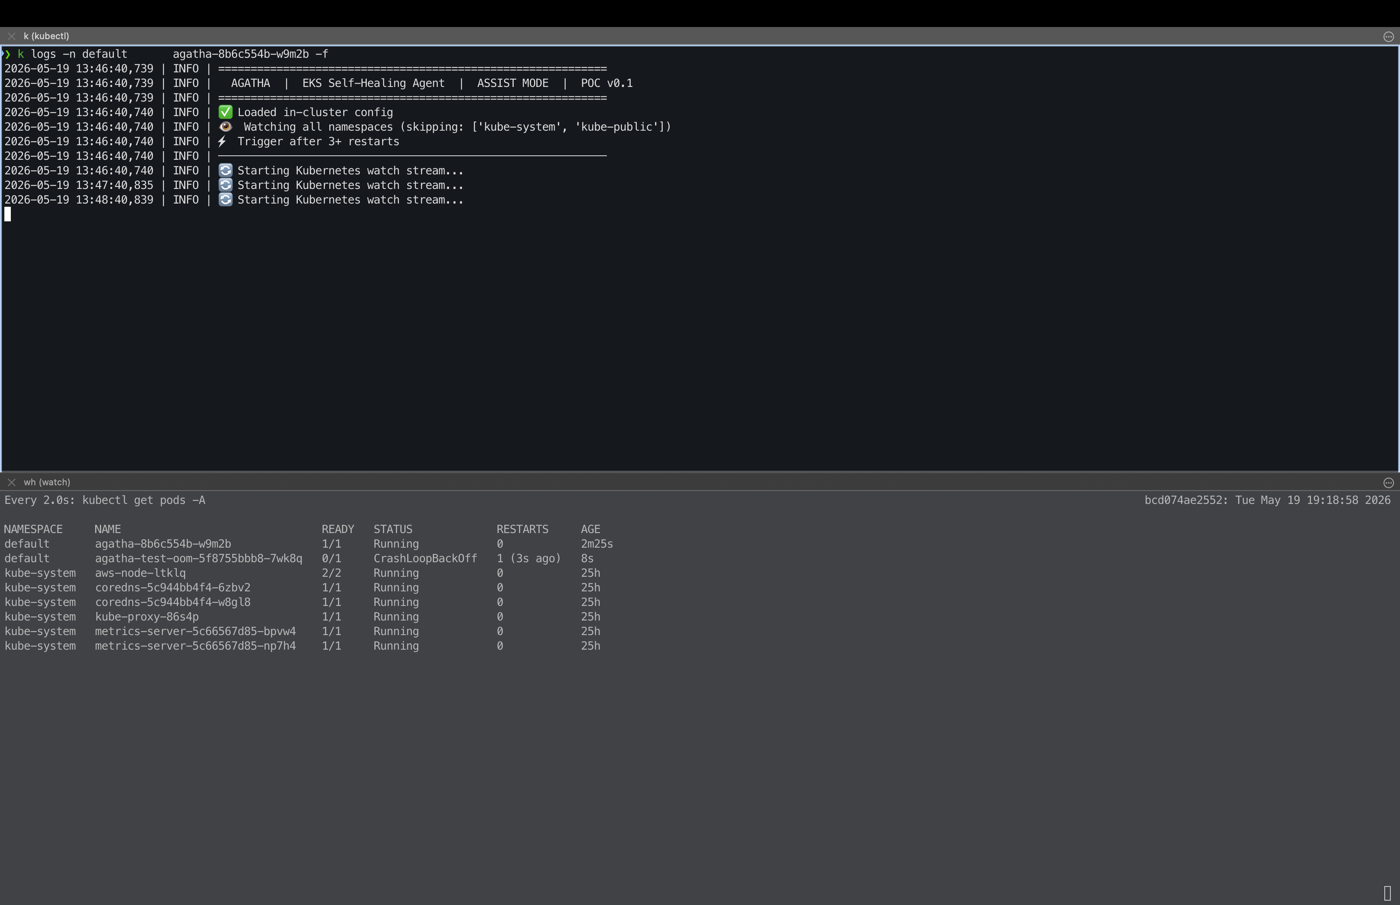 k (kubectl)
❯ k logs -n default       agatha-8b6c554b-w9m2b -f
2026-05-19 13:46:40,739 | INFO | ============================================================
2026-05-19 13:46:40,739 | INFO |   AGATHA  |  EKS Self-Healing Agent  |  ASSIST MODE  |  POC v0.1
2026-05-19 13:46:40,739 | INFO | ============================================================
2026-05-19 13:46:40,740 | INFO | ✅ Loaded in-cluster config
2026-05-19 13:46:40,740 | INFO | 👁️  Watching all namespaces (skipping: ['kube-system', 'kube-public'])
2026-05-19 13:46:40,740 | INFO | ⚡ Trigger after 3+ restarts
2026-05-19 13:46:40,740 | INFO | ────────────────────────────────────────────────────────────
2026-05-19 13:46:40,740 | INFO | 🔄 Starting Kubernetes watch stream...
2026-05-19 13:47:40,835 | INFO | 🔄 Starting Kubernetes watch stream...
2026-05-19 13:48:40,839 | INFO | 🔄 Starting Kubernetes watch stream...
wh (watch)
Every 2.0s: kubectl get pods -A    bcd074ae2552: Tue May 19 19:18:58 2026
NAMESPACE     NAME                               READY   STATUS             RESTARTS     AGE
default       agatha-8b6c554b-w9m2b              1/1     Running            0            2m25s
default       agatha-test-oom-5f8755bbb8-7wk8q   0/1     CrashLoopBackOff   1 (3s ago)   8s
kube-system   aws-node-ltklq                     2/2     Running            0            25h
kube-system   coredns-5c944bb4f4-6zbv2           1/1     Running            0            25h
kube-system   coredns-5c944bb4f4-w8gl8           1/1     Running            0            25h
kube-system   kube-proxy-86s4p                   1/1     Running            0            25h
kube-system   metrics-server-5c66567d85-bpvw4    1/1     Running            0            25h
kube-system   metrics-server-5c66567d85-np7h4    1/1     Running            0            25h